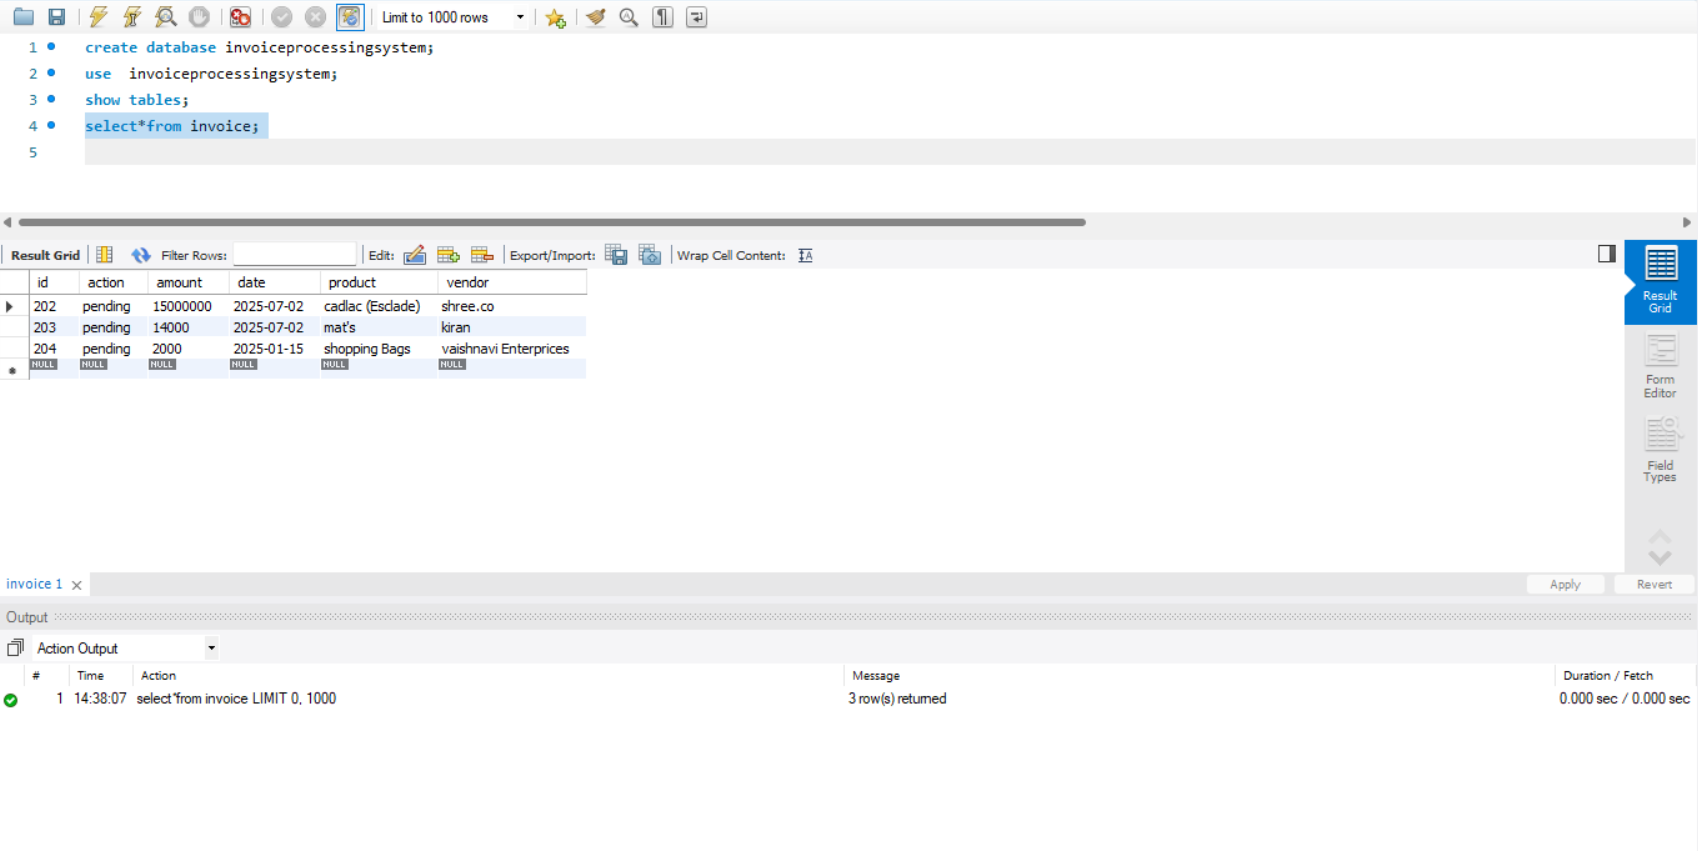 Limit to 1000 rows
1 create database invoiceprocessingsystem;
2 use  invoiceprocessingsystem;
3 show tables;
4 select*from invoice;
5
Result Grid Filter Rows: Edit: Export/Import: Wrap Cell Content:
id action amount date product vendor
202 pending 15000000 2025-07-02 cadlac (Esclade) shree.co
203 pending 14000 2025-07-02 mat's kiran
204 pending 2000 2025-01-15 shopping Bags vaishnavi Enterprices
NULL NULL NULL NULL NULL NULL
Result
Grid
Form
Editor
Field
Types
invoice 1 Apply Revert
Output
Action Output
# Time Action Message Duration / Fetch
1 14:38:07 select*from invoice LIMIT 0, 1000 3 row(s) returned 0.000 sec / 0.000 sec